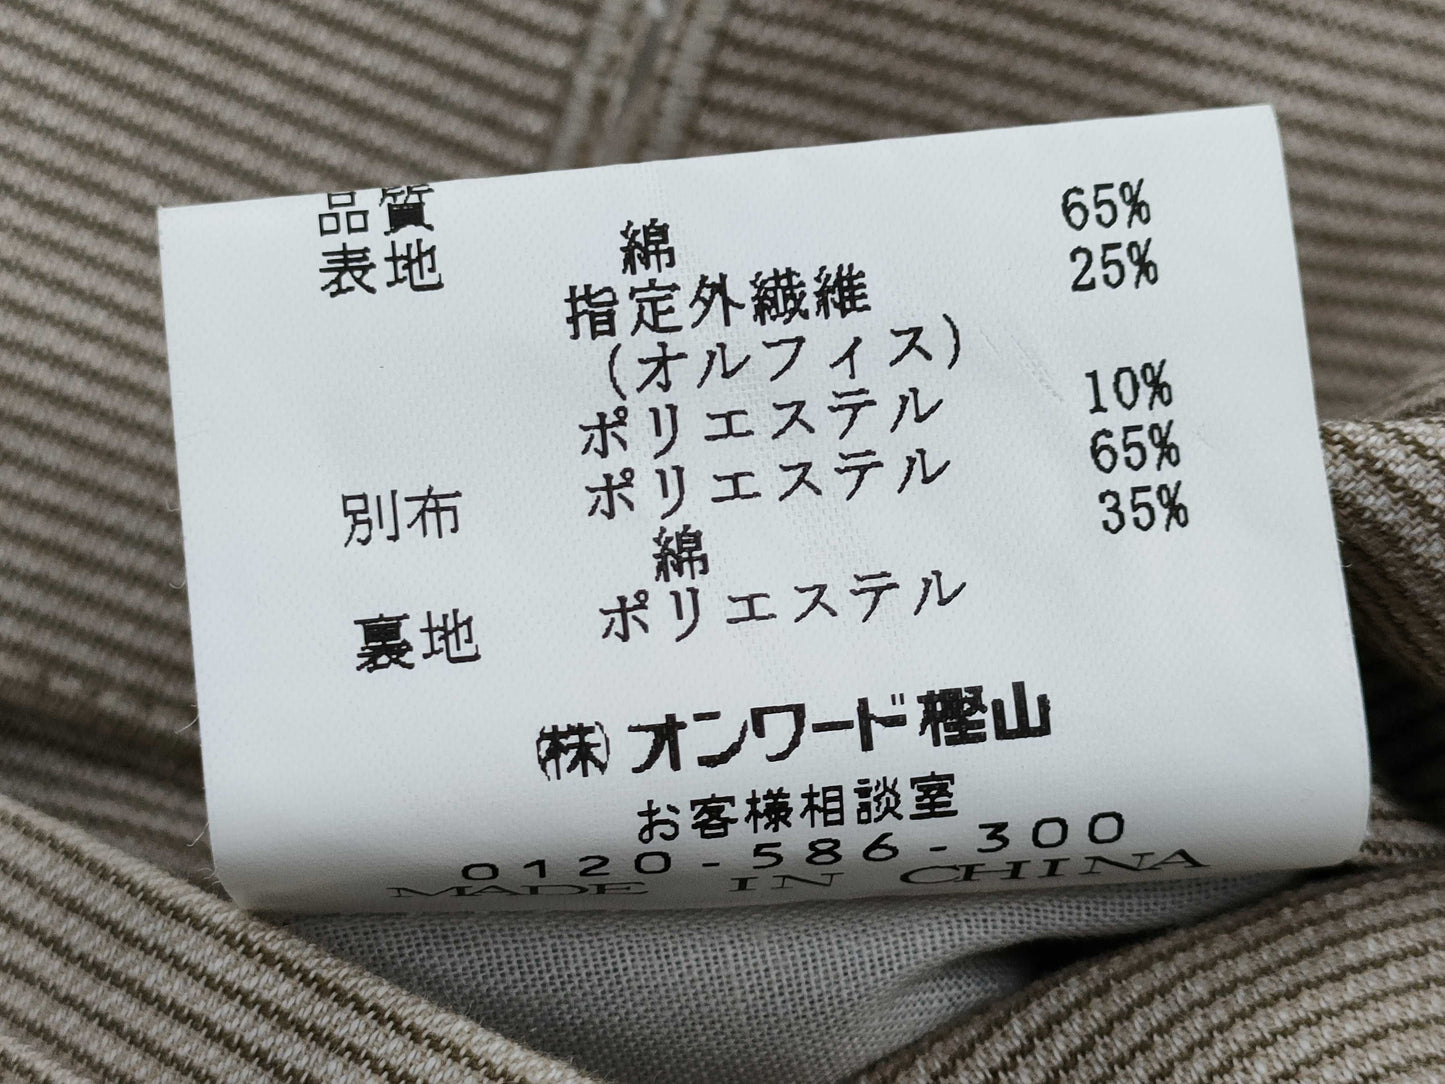 品質
表地 綿 65%
指定外繊維 25%
(オルフィス)
ポリエステル 10%
別布 ポリエステル 65%
綿 35%
裏地 ポリエステル
(株)オンワード樫山
お客様相談室
0120-586-300
MADE IN CHINA